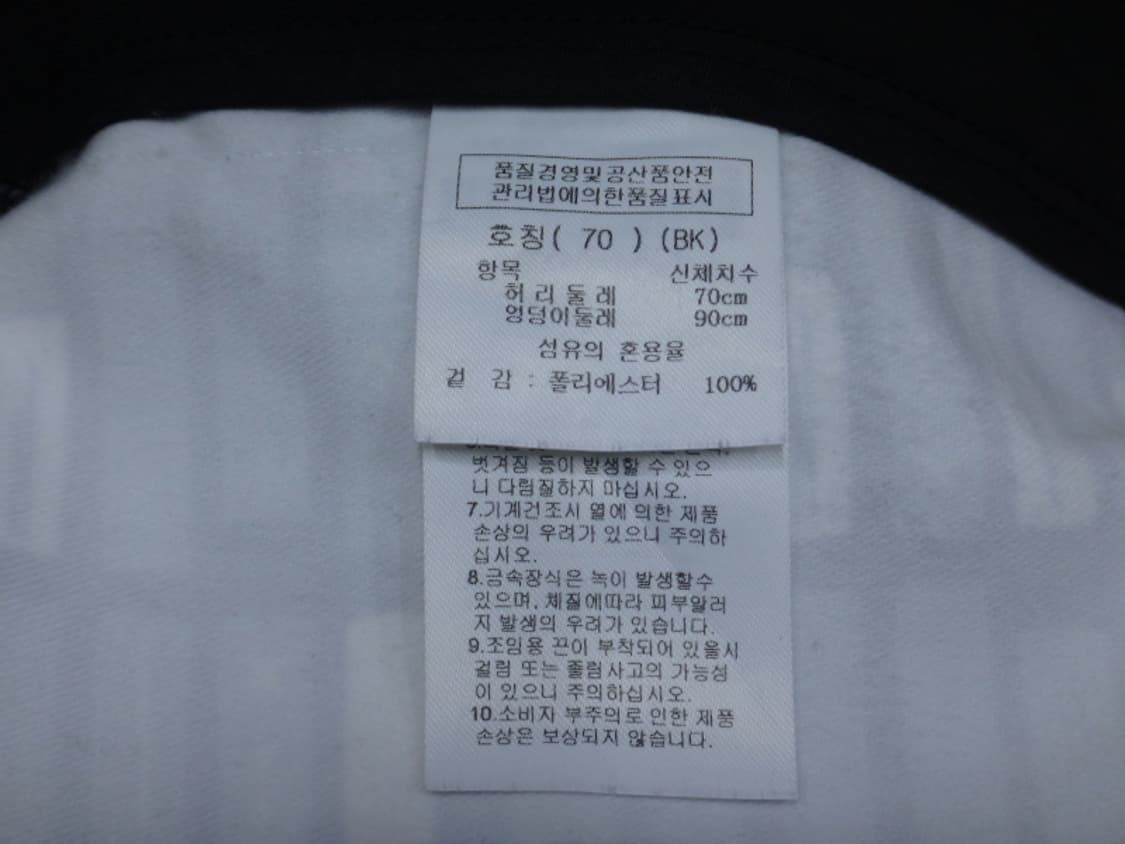 품질경영및공산품안전
관리법에의한품질표시
호칭( 70 ) (BK)
항목 신체치수
허리둘레 70cm
엉덩이둘레 90cm
섬유의 혼용율
겉 감 : 폴리에스터 100%
벗겨짐 등이 발생할 수 있으
니 다림질하지 마십시오.
7.기계건조시 열에 의한 제품
손상의 우려가 있으니 주의하
십시오.
8.금속장식은 녹이 발생할수
있으며, 체질에따라 피부알러
지 발생의 우려가 있습니다.
9.조임용 끈이 부착되어 있을시
걸림 또는 졸림사고의 가능성
이 있으니 주의하십시오.
10.소비자 부주의로 인한 제품
손상은 보상되지 않습니다.